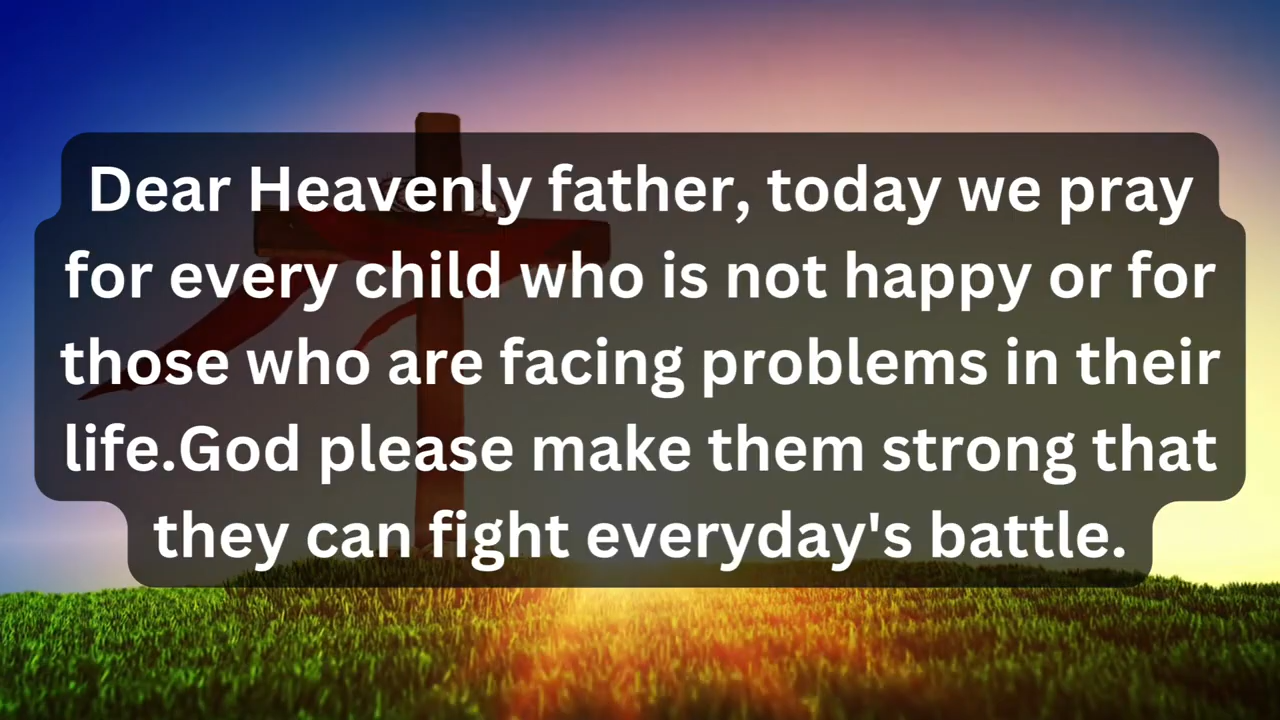 Dear Heavenly father, today we pray
for every child who is not happy or for
those who are facing problems in their
life.God please make them strong that
they can fight everyday's battle.